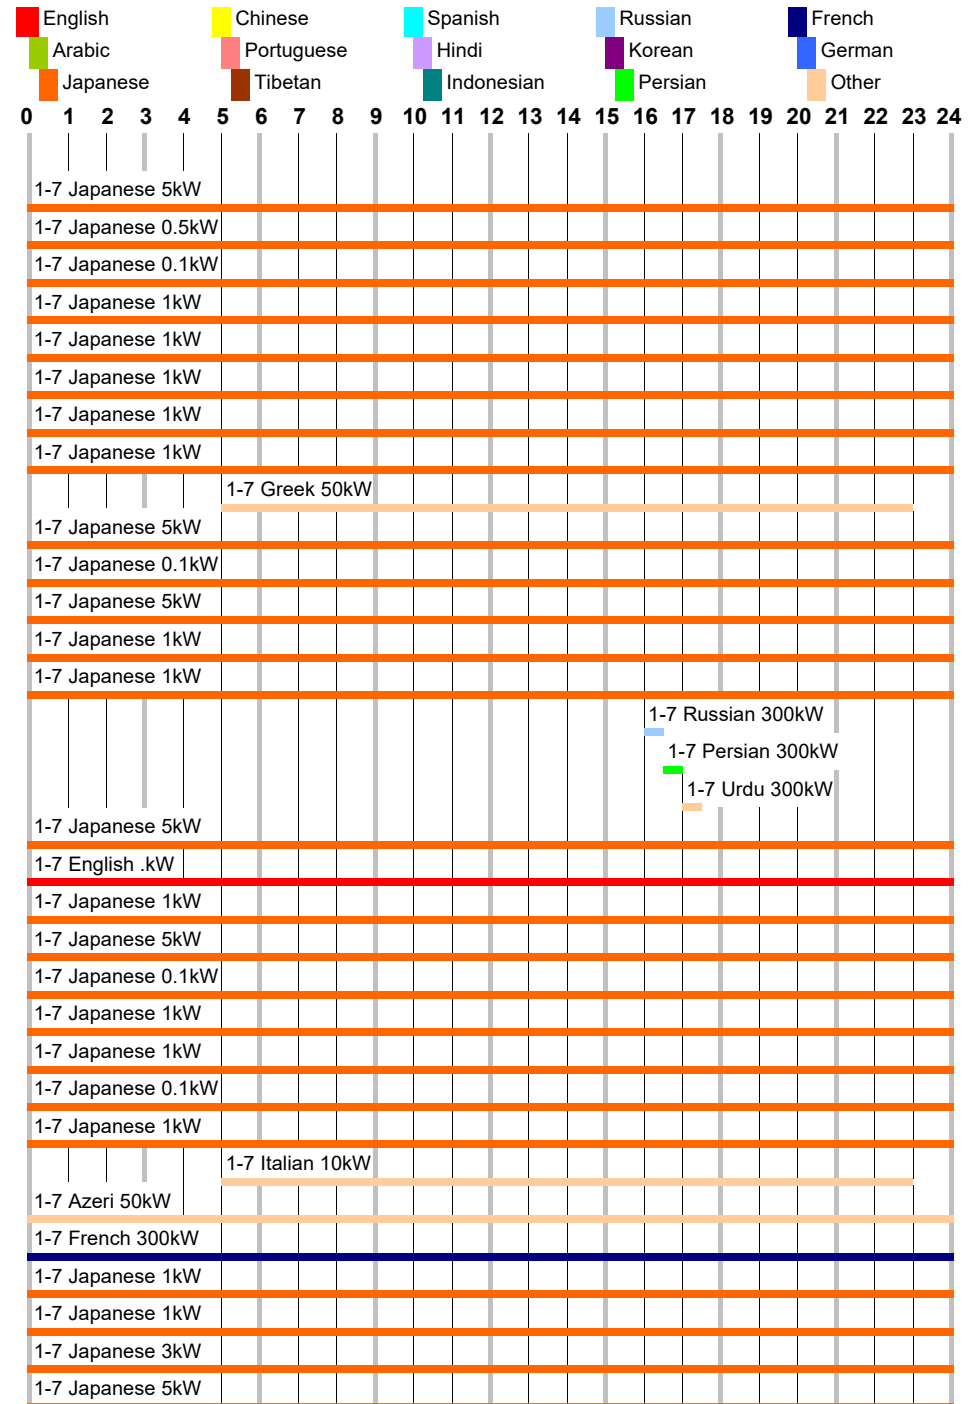 English Chinese Spanish Russian French
Arabic Portuguese Hindi Korean German
Japanese Tibetan Indonesian Persian Other
0 1 2 3 4 5 6 7 8 9 10 11 12 13 14 15 16 17 18 19 20 21 22 23 24
1-7 Japanese 5kW
1-7 Japanese 0.5kW
1-7 Japanese 0.1kW
1-7 Japanese 1kW
1-7 Japanese 1kW
1-7 Japanese 1kW
1-7 Japanese 1kW
1-7 Japanese 1kW
1-7 Greek 50kW
1-7 Japanese 5kW
1-7 Japanese 0.1kW
1-7 Japanese 5kW
1-7 Japanese 1kW
1-7 Japanese 1kW
1-7 Russian 300kW
1-7 Persian 300kW
1-7 Urdu 300kW
1-7 Japanese 5kW
1-7 English .kW
1-7 Japanese 1kW
1-7 Japanese 5kW
1-7 Japanese 0.1kW
1-7 Japanese 1kW
1-7 Japanese 1kW
1-7 Japanese 0.1kW
1-7 Japanese 1kW
1-7 Italian 10kW
1-7 Azeri 50kW
1-7 French 300kW
1-7 Japanese 1kW
1-7 Japanese 1kW
1-7 Japanese 3kW
1-7 Japanese 5kW